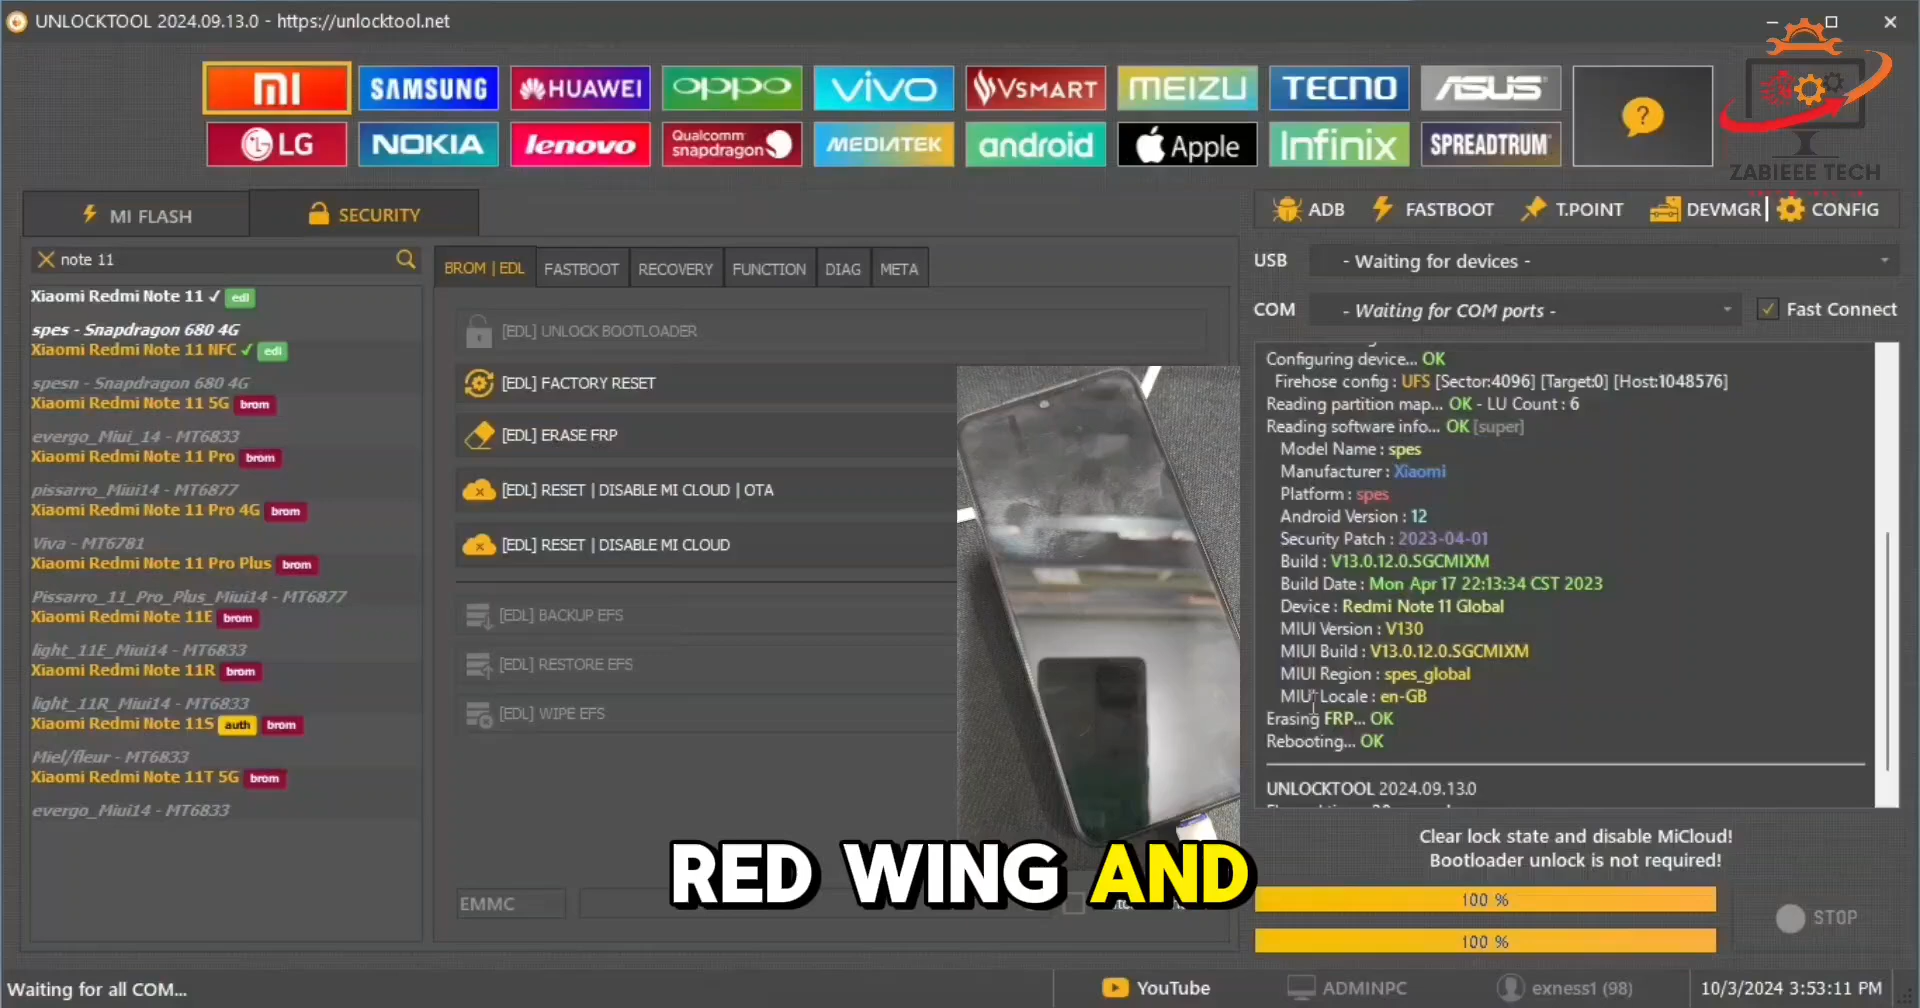 UNLOCKTOOL 2024.09.13.0 - https://unlocktool.net
mi SAMSUNG HUAWEI oppo vivo VSMART MEIZU TECNO ASUS ?
LG NOKIA lenovo Qualcomm snapdragon MEDIATEK android Apple Infinix SPREADTRUM
ZABIEEE TECH
MI FLASH SECURITY
ADB FASTBOOT T.POINT DEVMGR CONFIG
note 11
BROM | EDL FASTBOOT RECOVERY FUNCTION DIAG META
USB - Waiting for devices -
COM - Waiting for COM ports - Fast Connect
Xiaomi Redmi Note 11 ✓ edl
spes - Snapdragon 680 4G
Xiaomi Redmi Note 11 NFC ✓ edl
spesn - Snapdragon 680 4G
Xiaomi Redmi Note 11 5G brom
evergo_Miui_14 - MT6833
Xiaomi Redmi Note 11 Pro brom
pissarro_Miui14 - MT6877
Xiaomi Redmi Note 11 Pro 4G brom
Viva - MT6781
Xiaomi Redmi Note 11 Pro Plus brom
Pissarro_11_Pro_Plus_Miui14 - MT6877
Xiaomi Redmi Note 11E brom
light_11E_Miui14 - MT6833
Xiaomi Redmi Note 11R brom
light_11R_Miui14 - MT6833
Xiaomi Redmi Note 11S auth brom
Miel/fleur - MT6833
Xiaomi Redmi Note 11T 5G brom
evergo_Miui14 - MT6833
[EDL] UNLOCK BOOTLOADER
[EDL] FACTORY RESET
[EDL] ERASE FRP
[EDL] RESET | DISABLE MI CLOUD | OTA
[EDL] RESET | DISABLE MI CLOUD
[EDL] BACKUP EFS
[EDL] RESTORE EFS
[EDL] WIPE EFS
EMMC
Configuring device... OK
Firehose config : UFS [Sector:4096] [Target:0] [Host:1048576]
Reading partition map... OK - LU Count : 6
Reading software info... OK [super]
Model Name : spes
Manufacturer : Xiaomi
Platform : spes
Android Version : 12
Security Patch : 2023-04-01
Build : V13.0.12.0.SGCMIXM
Build Date : Mon Apr 17 22:13:34 CST 2023
Device : Redmi Note 11 Global
MIUI Version : V130
MIUI Build : V13.0.12.0.SGCMIXM
MIUI Region : spes_global
MIUI Locale : en-GB
Erasing FRP... OK
Rebooting... OK
UNLOCKTOOL 2024.09.13.0
Clear lock state and disable MiCloud!
Bootloader unlock is not required!
RED WING AND
100 %
100 %
STOP
Waiting for all COM...
YouTube ADMINPC exness1 (98) 10/3/2024 3:53:11 PM